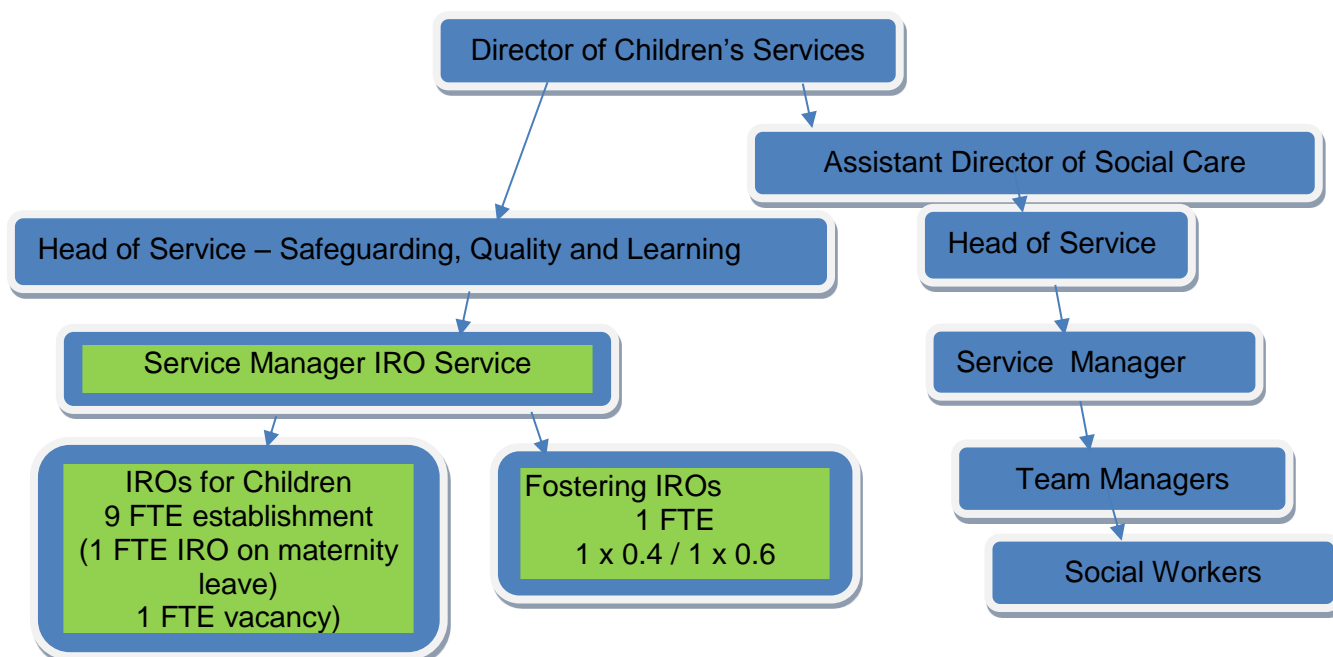 Director of Children’s Services
Assistant Director of Social Care
Head of Service – Safeguarding, Quality and Learning
Head of Service
Service Manager IRO Service
Service  Manager
IROs for Children
9 FTE establishment
(1 FTE IRO on maternity
leave)
1 FTE vacancy)
Fostering IROs
1 FTE
1 x 0.4 / 1 x 0.6
Team Managers
Social Workers